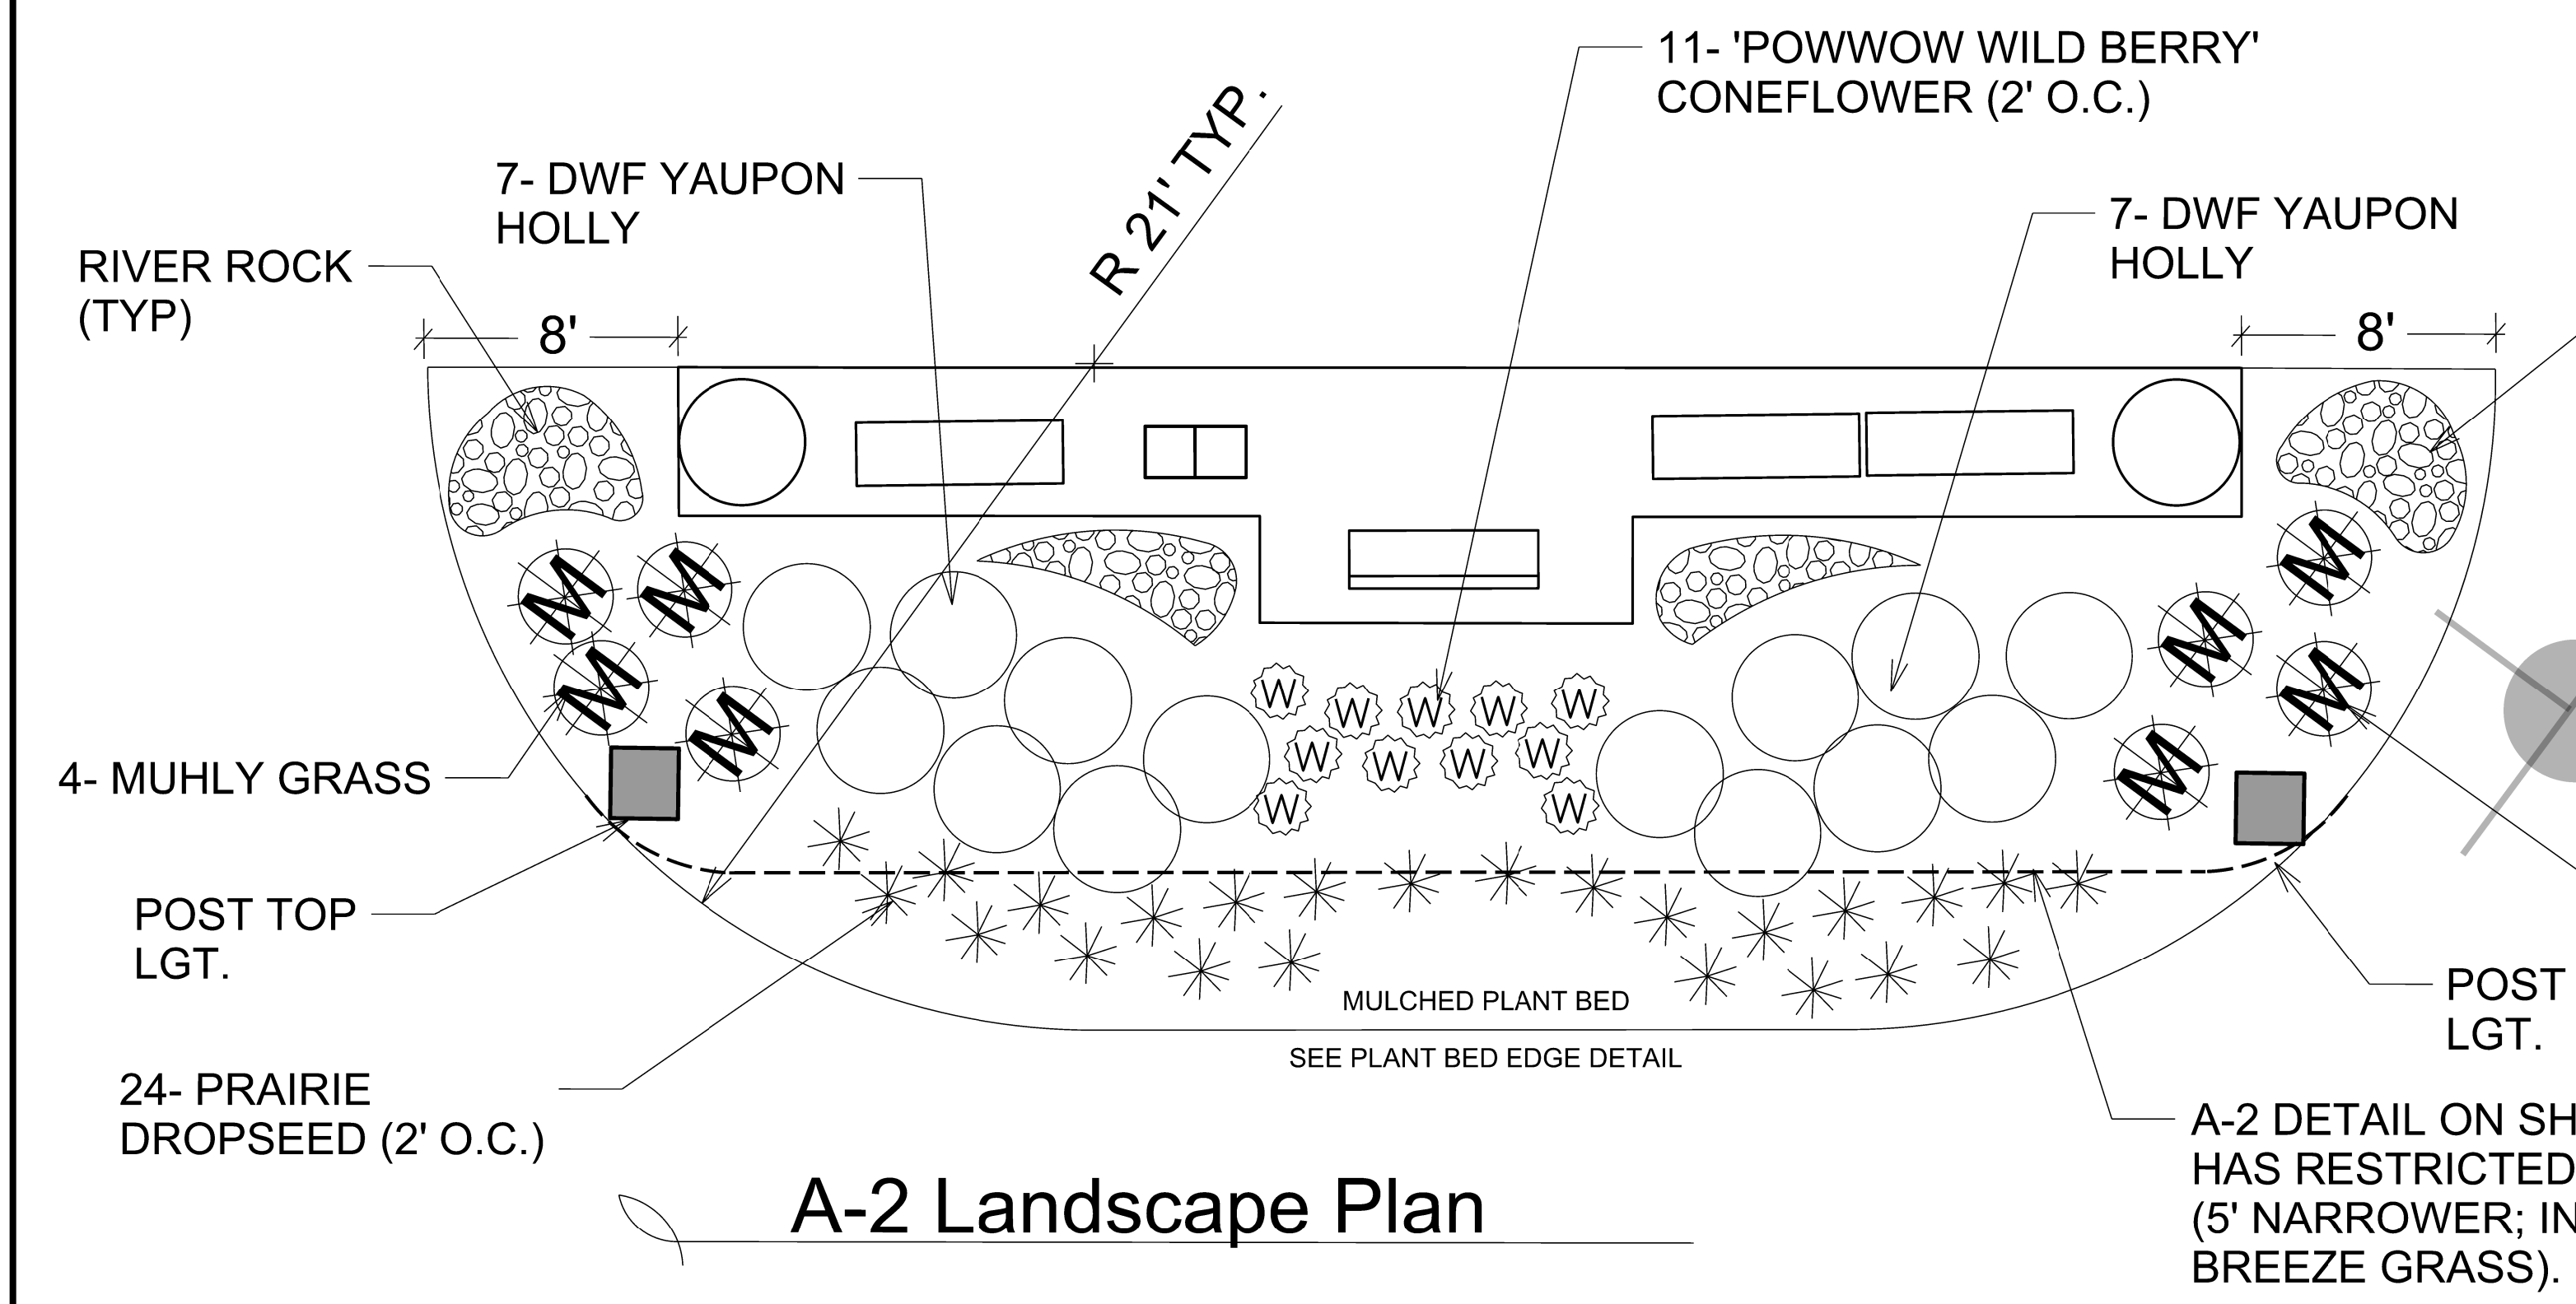 11- 'POWWOW WILD BERRY'
CONEFLOWER (2' O.C.)
R 21' TYP.
7- DWF YAUPON
HOLLY
7- DWF YAUPON
HOLLY
RIVER ROCK
(TYP)
8'
8'
M
M
M
M
M
M
M
M
W
W
W
W
W
W
W
W
W
W
W
4- MUHLY GRASS
POST TOP
LGT.
POST
LGT.
MULCHED PLANT BED
SEE PLANT BED EDGE DETAIL
24- PRAIRIE
DROPSEED (2' O.C.)
A-2 DETAIL ON SH
HAS RESTRICTED
(5' NARROWER; IN
BREEZE GRASS).
A-2 Landscape Plan